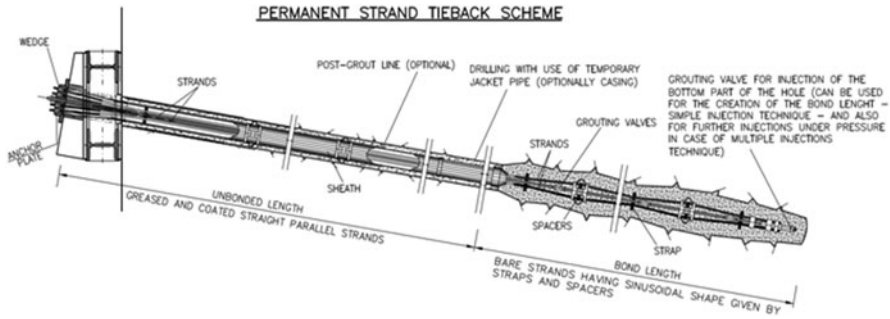 PERMANENT STRAND TIEBACK SCHEME
WEDGE
STRANDS
POST-GROUT LINE (OPTIONAL)
DRILLING WITH USE OF TEMPORARY
JACKET PIPE (OPTIONALLY CASING)
GROUTING VALVE FOR INJECTION OF THE
BOTTOM PART OF THE HOLE (CAN BE USED
FOR THE CREATION OF THE BOND LENGHT -
SIMPLE INJECTION TECHNIQUE - AND ALSO
FOR FURTHER INJECTIONS UNDER PRESSURE
IN CASE OF MULTIPLE INJECTIONS
TECHNIQUE)
GROUTING VALVES
STRANDS
ANCHOR
PLATE
SHEATH
SPACERS
STRAP
UNBONDED LENGTH
GREASED AND COATED STRAIGHT PARALLEL STRANDS
BOND LENGTH
BARE STRANDS HAVING SINUSOIDAL SHAPE GIVEN BY
STRAPS AND SPACERS